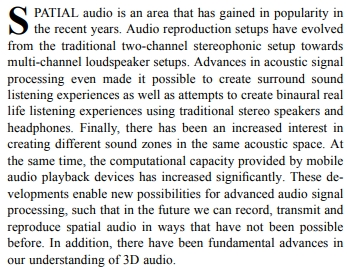 SPATIAL audio is an area that has gained in popularity in
the recent years. Audio reproduction setups have evolved
from the traditional two-channel stereophonic setup towards
multi-channel loudspeaker setups. Advances in acoustic signal
processing even made it possible to create surround sound
listening experiences as well as attempts to create binaural real
life listening experiences using traditional stereo speakers and
headphones. Finally, there has been an increased interest in
creating different sound zones in the same acoustic space. At
the same time, the computational capacity provided by mobile
audio playback devices has increased significantly. These de-
velopments enable new possibilities for advanced audio signal
processing, such that in the future we can record, transmit and
reproduce spatial audio in ways that have not been possible
before. In addition, there have been fundamental advances in
our understanding of 3D audio.